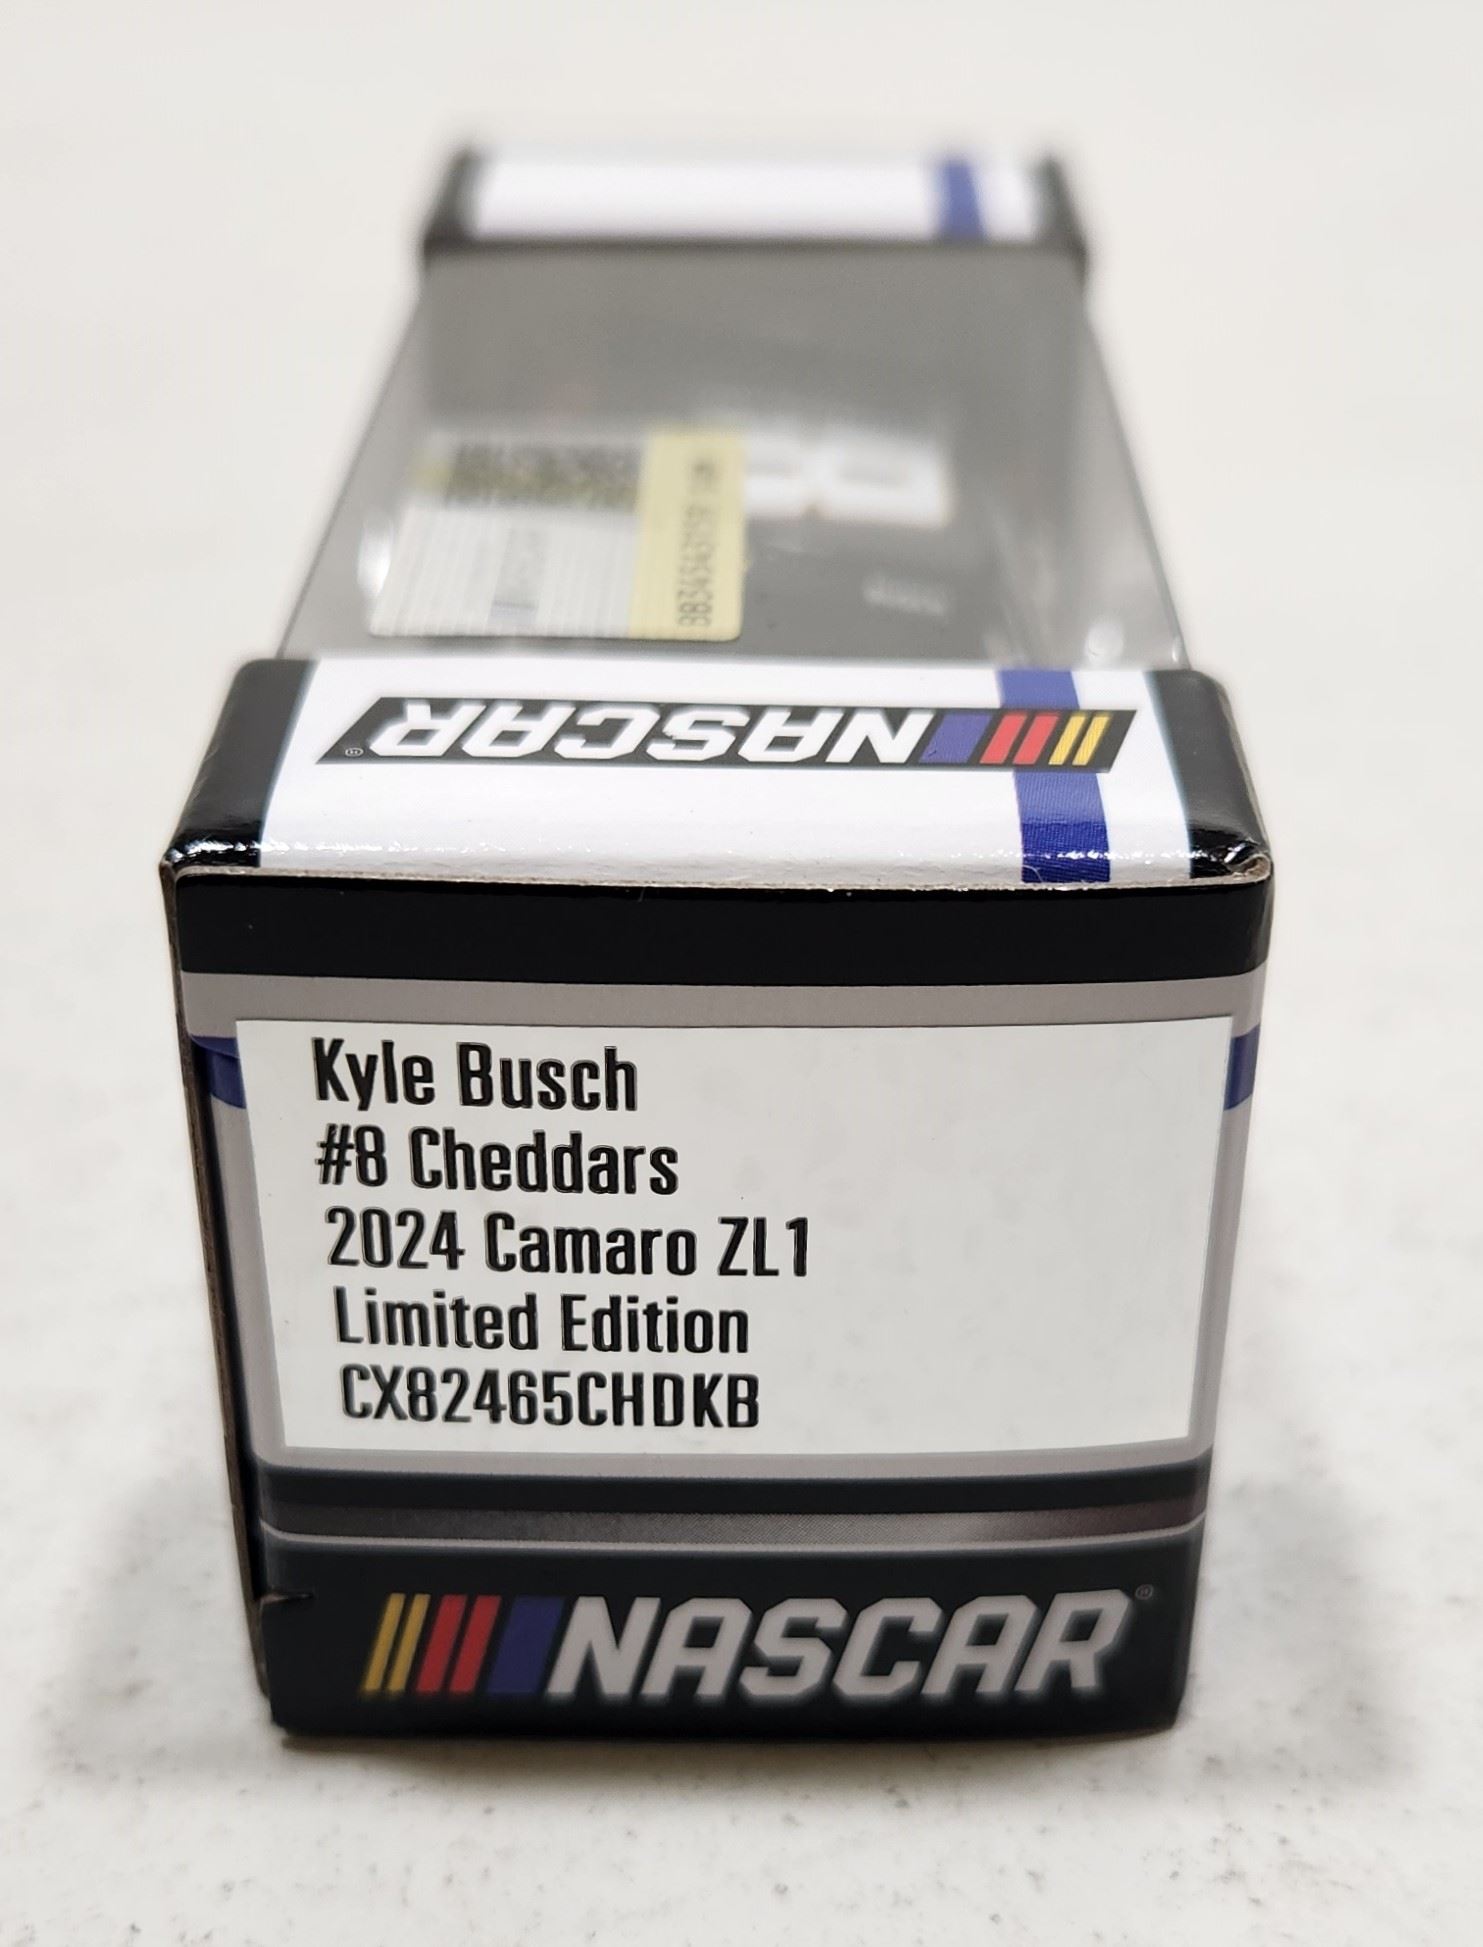 NASCAR
Kyle Busch
#8 Cheddars
2024 Camaro ZL1
Limited Edition
CX82465CHDKB
NASCAR